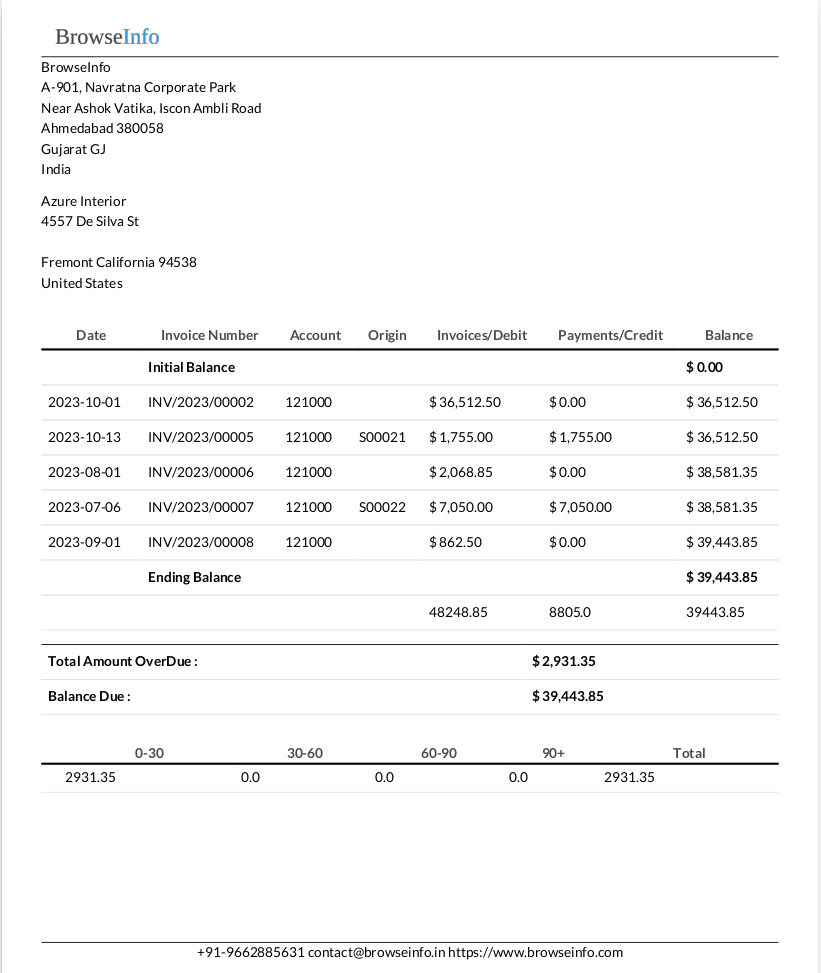 BrowseInfo
BrowseInfo
A-901, Navratna Corporate Park
Near Ashok Vatika, Iscon Ambli Road
Ahmedabad 380058
Gujarat GJ
India
Azure Interior
4557 De Silva St
Fremont California 94538
United States
Date Invoice Number Account Origin Invoices/Debit Payments/Credit Balance
Initial Balance $ 0.00
2023-10-01 INV/2023/00002 121000 $ 36,512.50 $ 0.00 $ 36,512.50
2023-10-13 INV/2023/00005 121000 S00021 $ 1,755.00 $ 1,755.00 $ 36,512.50
2023-08-01 INV/2023/00006 121000 $ 2,068.85 $ 0.00 $ 38,581.35
2023-07-06 INV/2023/00007 121000 S00022 $ 7,050.00 $ 7,050.00 $ 38,581.35
2023-09-01 INV/2023/00008 121000 $ 862.50 $ 0.00 $ 39,443.85
Ending Balance $ 39,443.85
48248.85 8805.0 39443.85
Total Amount OverDue : $ 2,931.35
Balance Due : $ 39,443.85
0-30 30-60 60-90 90+ Total
2931.35 0.0 0.0 0.0 2931.35
+91-9662885631 contact@browseinfo.in https://www.browseinfo.com